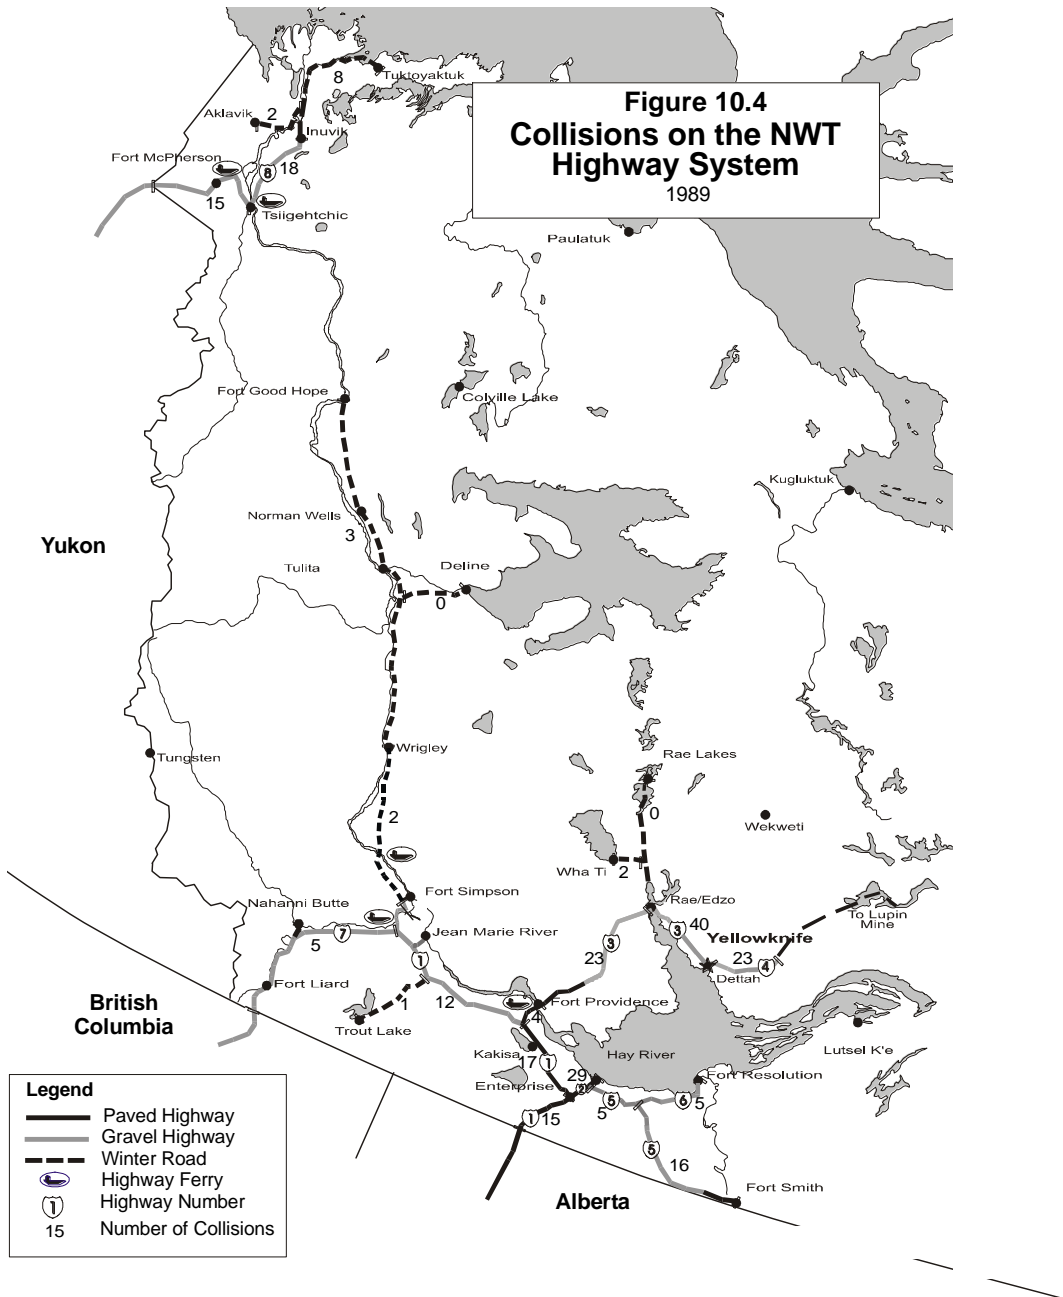 Figure 10.4
Collisions on the NWT
Highway System
1989
8
Tuktoyaktuk
Aklavik
2
Inuvik
Fort McPherson
8
18
15
Tsiigehtchic
Paulatuk
Fort Good Hope
Colville Lake
Kugluktuk
Norman Wells
3
Yukon
Tulita
Deline
0
Tungsten
Wrigley
Rae Lakes
0
2
Wekweti
Wha Ti
2
Fort Simpson
Nahanni Butte
Rae/Edzo
To Lupin
Mine
5
7
Jean Marie River
3
40
3
Yellowknife
23
1
23
4
Dettah
Fort Liard
British
Columbia
1
12
Fort Providence
4
Trout Lake
Kakisa
17
1
Hay River
Lutsel K'e
Enterprise
29
2
Fort Resolution
5
5
6
5
1
15
5
16
Alberta
Fort Smith
Legend
Paved Highway
Gravel Highway
Winter Road
Highway Ferry
1
Highway Number
15
Number of Collisions